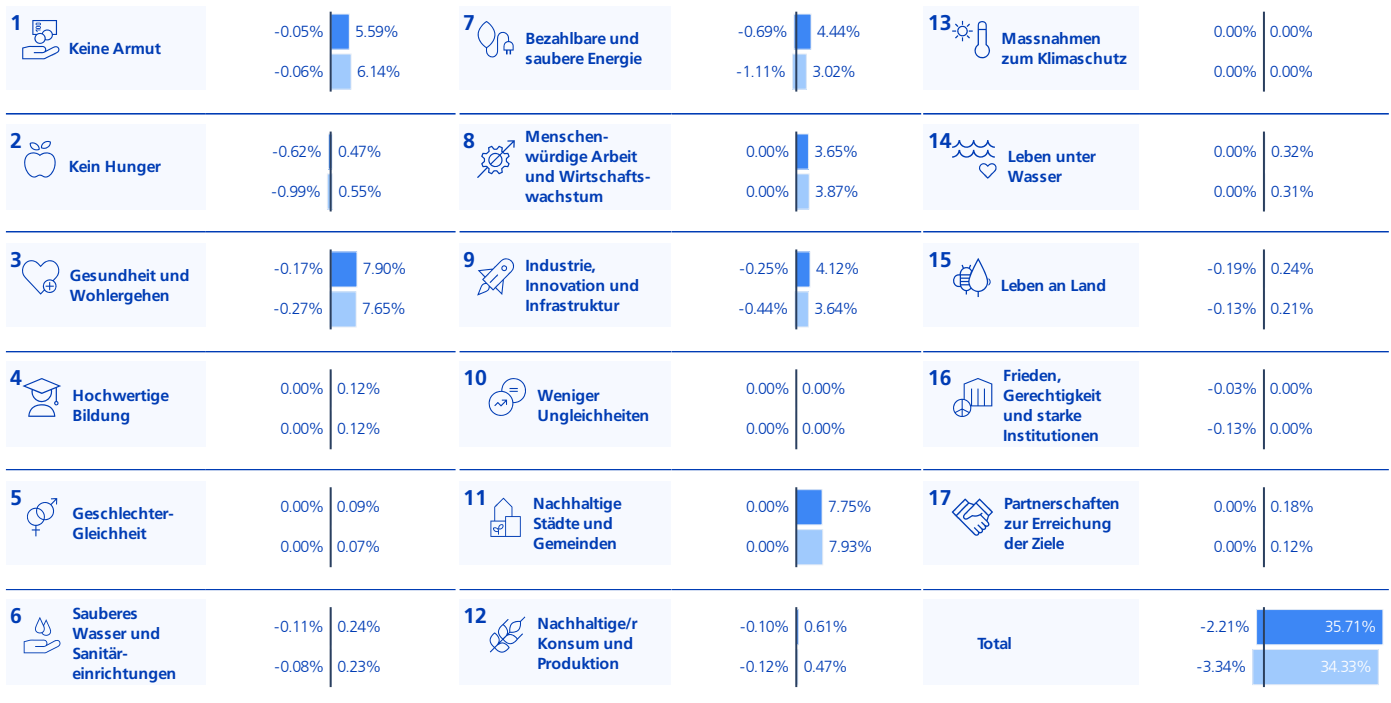 1
Keine Armut
-0.05% 5.59%
-0.06% 6.14%
2
Kein Hunger
-0.62% 0.47%
-0.99% 0.55%
3
Gesundheit und
Wohlergehen
-0.17% 7.90%
-0.27% 7.65%
4
Hochwertige
Bildung
0.00% 0.12%
0.00% 0.12%
5
Geschlechter-
Gleichheit
0.00% 0.09%
0.00% 0.07%
6
Sauberes
Wasser und
Sanitär-
einrichtungen
-0.11% 0.24%
-0.08% 0.23%
7
Bezahlbare und
saubere Energie
-0.69% 4.44%
-1.11% 3.02%
8
Menschen-
würdige Arbeit
und Wirtschafts-
wachstum
0.00% 3.65%
0.00% 3.87%
9
Industrie,
Innovation und
Infrastruktur
-0.25% 4.12%
-0.44% 3.64%
10
Weniger
Ungleichheiten
0.00% 0.00%
0.00% 0.00%
11
Nachhaltige
Städte und
Gemeinden
0.00% 7.75%
0.00% 7.93%
12
Nachhaltige/r
Konsum und
Produktion
-0.10% 0.61%
-0.12% 0.47%
13
Massnahmen
zum Klimaschutz
0.00% 0.00%
0.00% 0.00%
14
Leben unter
Wasser
0.00% 0.32%
0.00% 0.31%
15
Leben an Land
-0.19% 0.24%
-0.13% 0.21%
16
Frieden,
Gerechtigkeit
und starke
Institutionen
-0.03% 0.00%
-0.13% 0.00%
17
Partnerschaften
zur Erreichung
der Ziele
0.00% 0.18%
0.00% 0.12%
Total
-2.21% 35.71%
-3.34% 34.33%